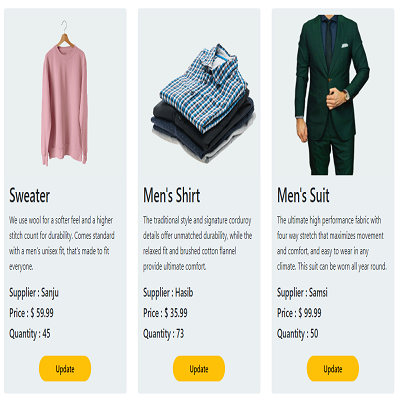 Sweater
We use wool for a softer feel and a higher
stitch count for durability. Comes standard
with a men's unisex fit, that's made to fit
everyone.
Supplier : Sanju
Price : $ 59.99
Quantity : 45
Update
Men's Shirt
The traditional style and signature corduroy
details offer unmatched durability, while the
relaxed fit and brushed cotton flannel
provide ultimate comfort.
Supplier : Hasib
Price : $ 35.99
Quantity : 73
Update
Men's Suit
The ultimate high performance fabric with
four way stretch that maximizes movement
and comfort, and easy to wear in any
climate. This suit can be worn all year round.
Supplier : Samsi
Price : $ 99.99
Quantity : 50
Update